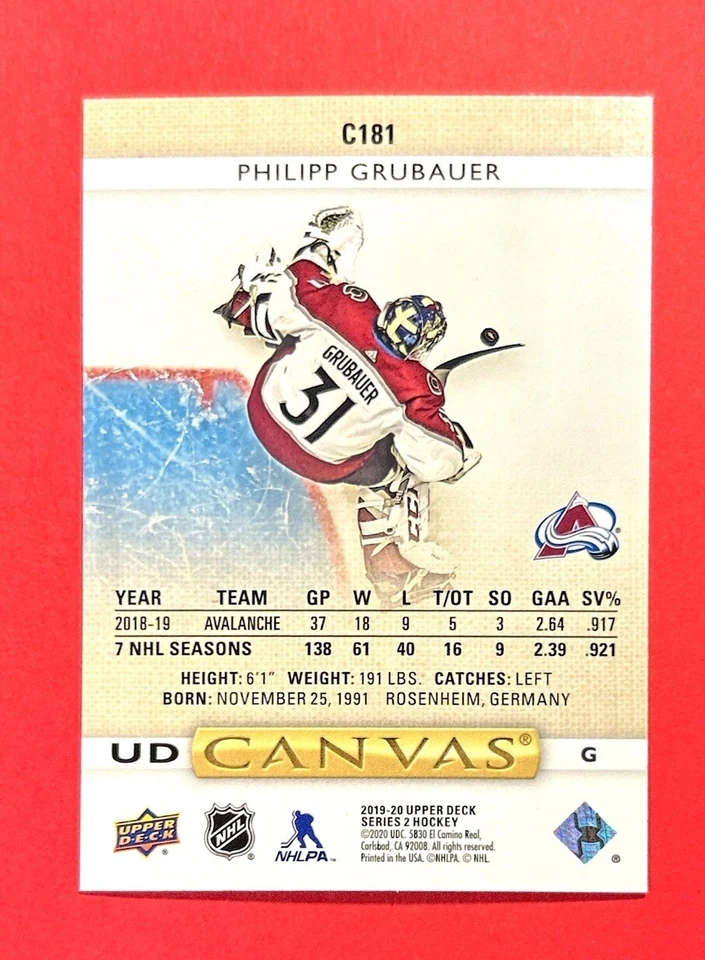 C181
PHILIPP GRUBAUER
GRUBAUER
31
YEAR TEAM GP W L T/OT SO GAA SV%
2018-19 AVALANCHE 37 18 9 5 3 2.64 .917
7 NHL SEASONS 138 61 40 16 9 2.39 .921
HEIGHT: 6'1" WEIGHT: 191 LBS. CATCHES: LEFT
BORN: NOVEMBER 25, 1991 ROSENHEIM, GERMANY
UD CANVAS® G
UPPER DECK ®
NHL ®
NHLPA™
2019-20 UPPER DECK
SERIES 2 HOCKEY
©2020 UDC. 5830 El Camino Real,
Carlsbad, CA 92008. All rights reserved.
Printed in the USA. ©NHLPA. © NHL.
®